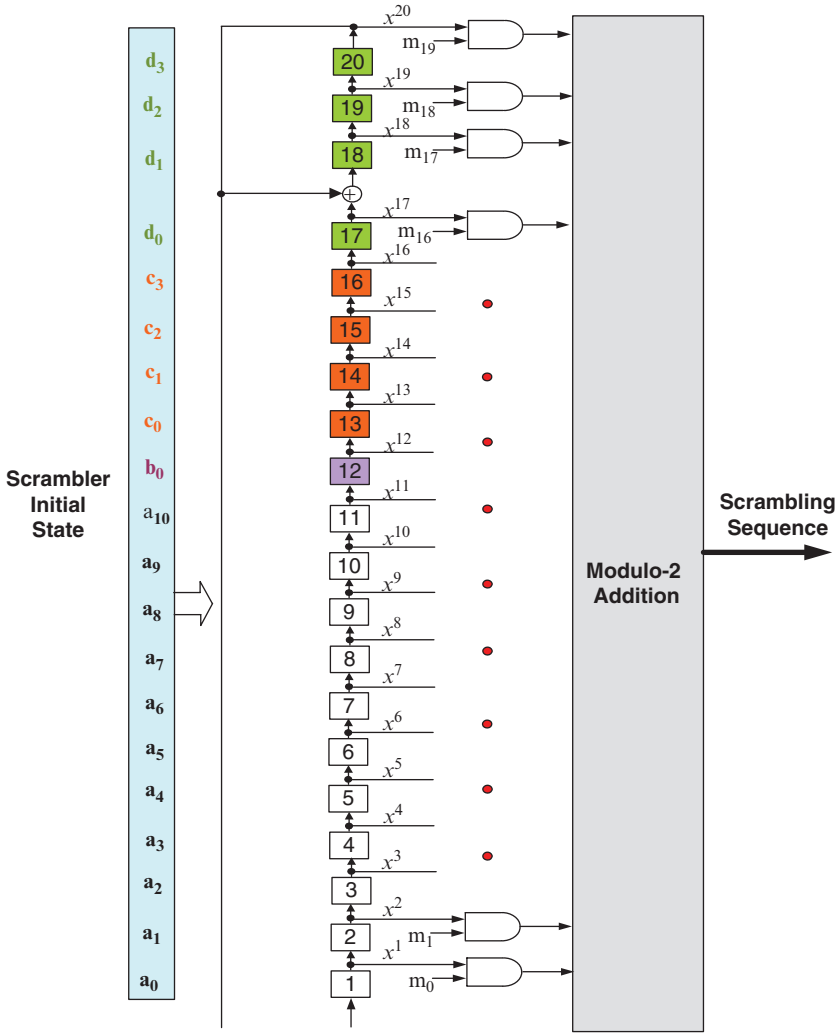 x²⁰
m₁₉
d₃
20
x¹⁹
d₂
19
m₁₈
x¹⁸
d₁
18
m₁₇
+
x¹⁷
d₀
17
m₁₆
x¹⁶
c₃
16
x¹⁵
c₂
15
x¹⁴
c₁
14
x¹³
c₀
13
x¹²
b₀
12
Scrambler
Initial
State
x¹¹
a₁₀
11
x¹⁰
a₉
10
x⁹
a₈
9
x⁸
a₇
8
x⁷
a₆
7
x⁶
a₅
6
x⁵
a₄
5
x⁴
a₃
4
x³
a₂
3
x²
a₁
2
m₁
x¹
a₀
1
m₀
Modulo-2
Addition
Scrambling
Sequence